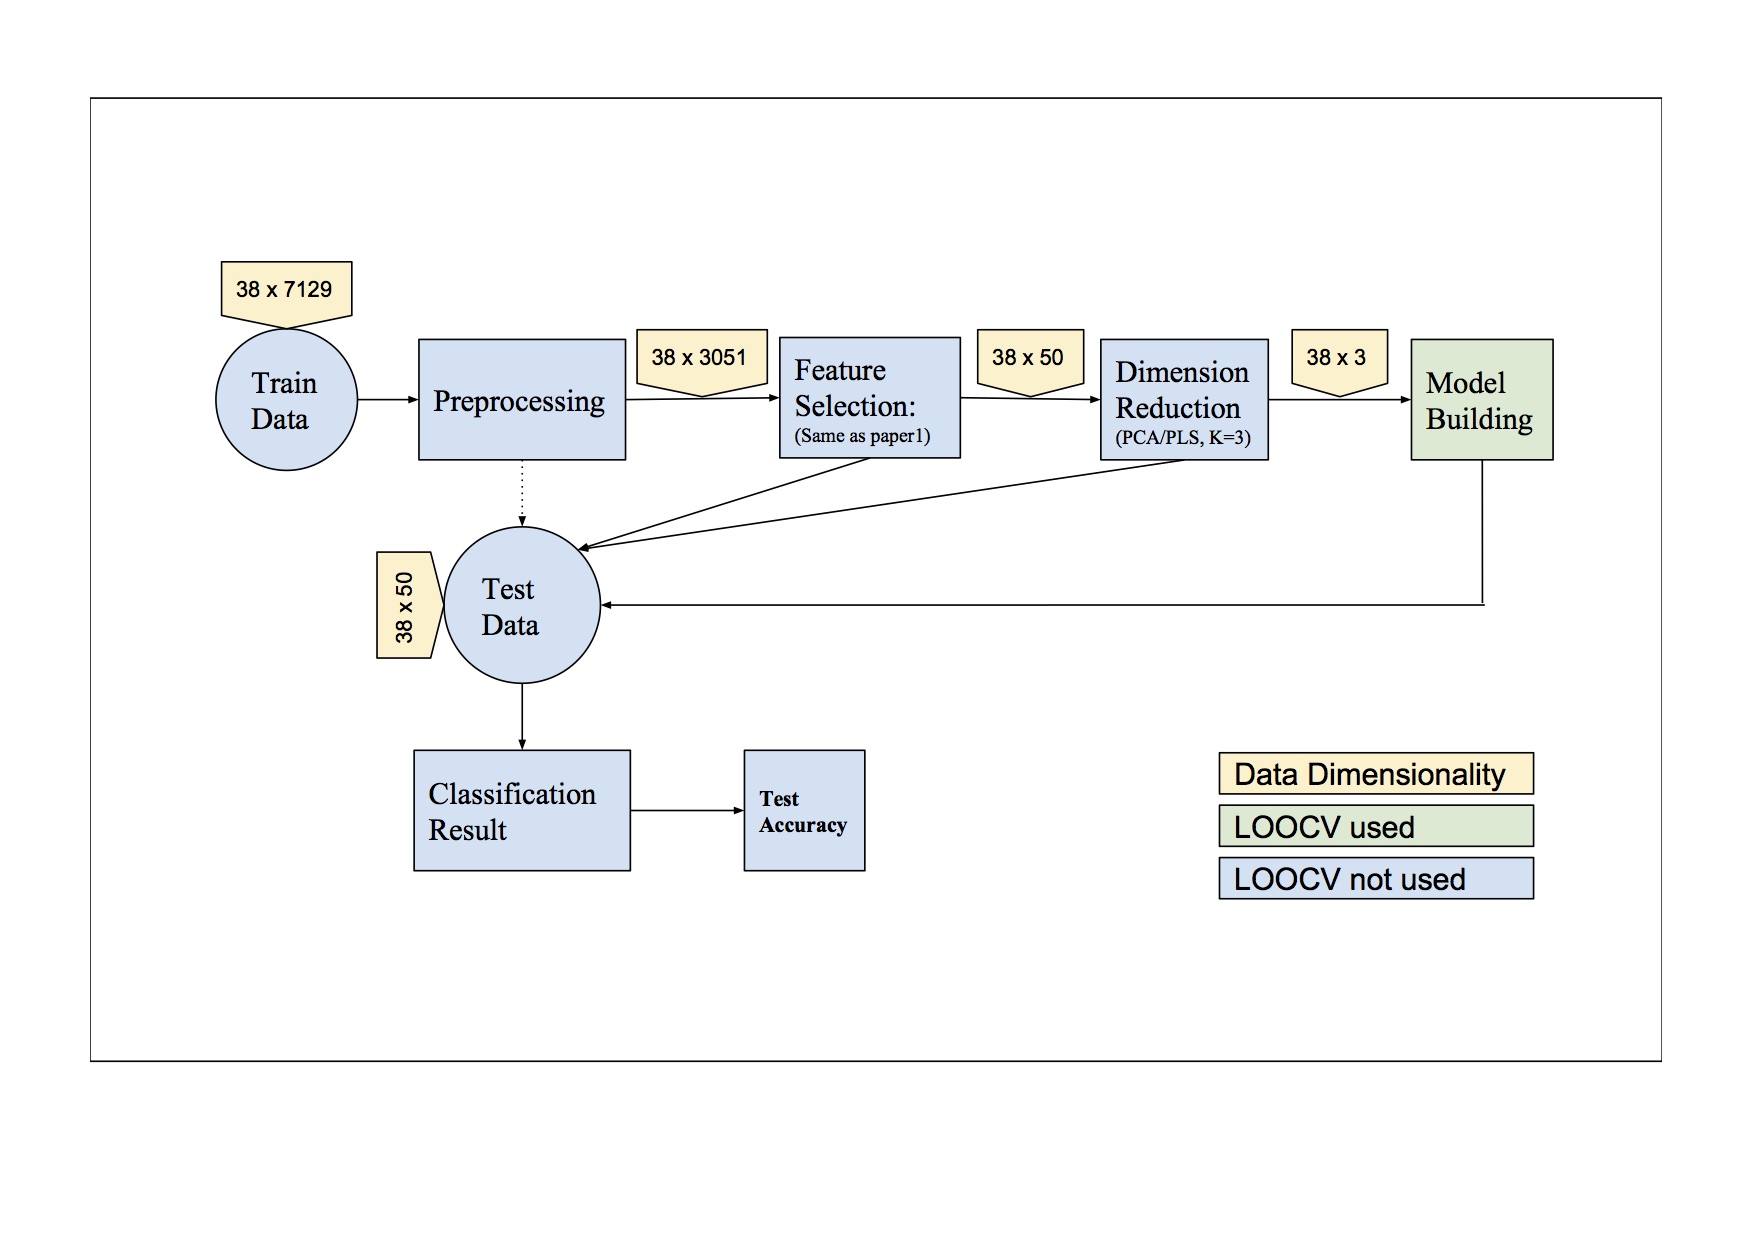 38 x 7129
Train
Data
Preprocessing
38 x 3051
Feature
Selection:
(Same as paper1)
38 x 50
Dimension
Reduction
(PCA/PLS, K=3)
38 x 3
Model
Building
38 x 50
Test
Data
Classification
Result
Test
Accuracy
Data Dimensionality
LOOCV used
LOOCV not used